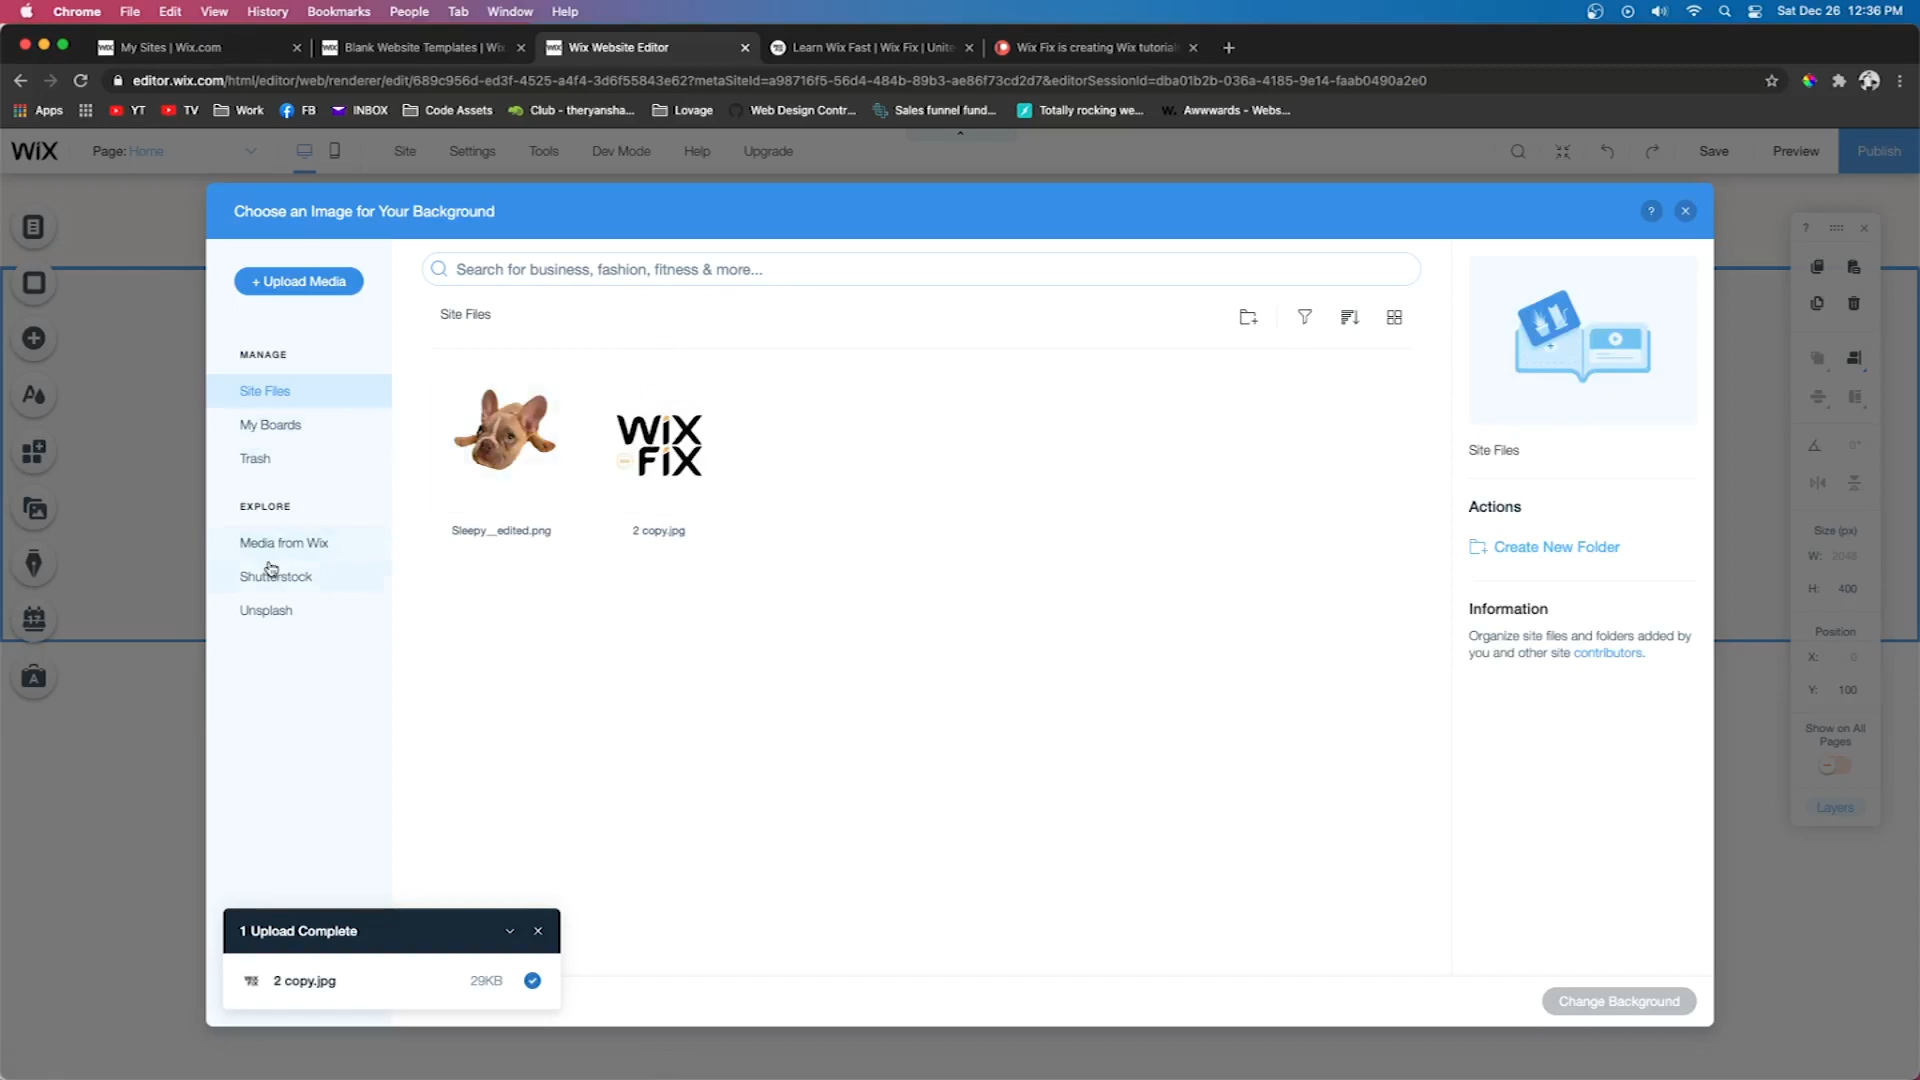 Chrome File Edit View History Bookmarks People Tab Window Help Sat Dec 26 12:36 PM
My Sites | Wix.com Blank Website Templates | Wix Wix Website Editor Learn Wix Fast | Wix Fix | Unite Wix Fix is creating Wix tutorial
editor.wix.com/html/editor/web/renderer/edit/689c956d-ed3f-4525-a4f4-3d6f55843e62?metaSiteId=a98716f5-56d4-484b-89b3-ae86f73cd2d7&editorSessionId=dba01b2b-036a-4185-9e14-faab0490a2e0
Apps YT TV Work FB INBOX Code Assets Club - theryansha... Lovage Web Design Contr... Sales funnel fund... Totally rocking we... W. Awwwards - Webs...
WiX Page: Home Site Settings Tools Dev Mode Help Upgrade Save Preview Publish
Choose an Image for Your Background ?
+ Upload Media
Search for business, fashion, fitness & more...
Site Files
MANAGE
Site Files
My Boards
Trash
EXPLORE
Media from Wix
Shutterstock
Unsplash
WiX
FiX
Sleepy__edited.png
2 copy.jpg
Site Files
Actions
Create New Folder
Information
Organize site files and folders added by
you and other site contributors.
1 Upload Complete
2 copy.jpg 29KB
Change Background
?
0°
Size (px)
W: 2048
H: 400
Position
X: 0
Y: 100
Show on All
Pages
Layers
17
A